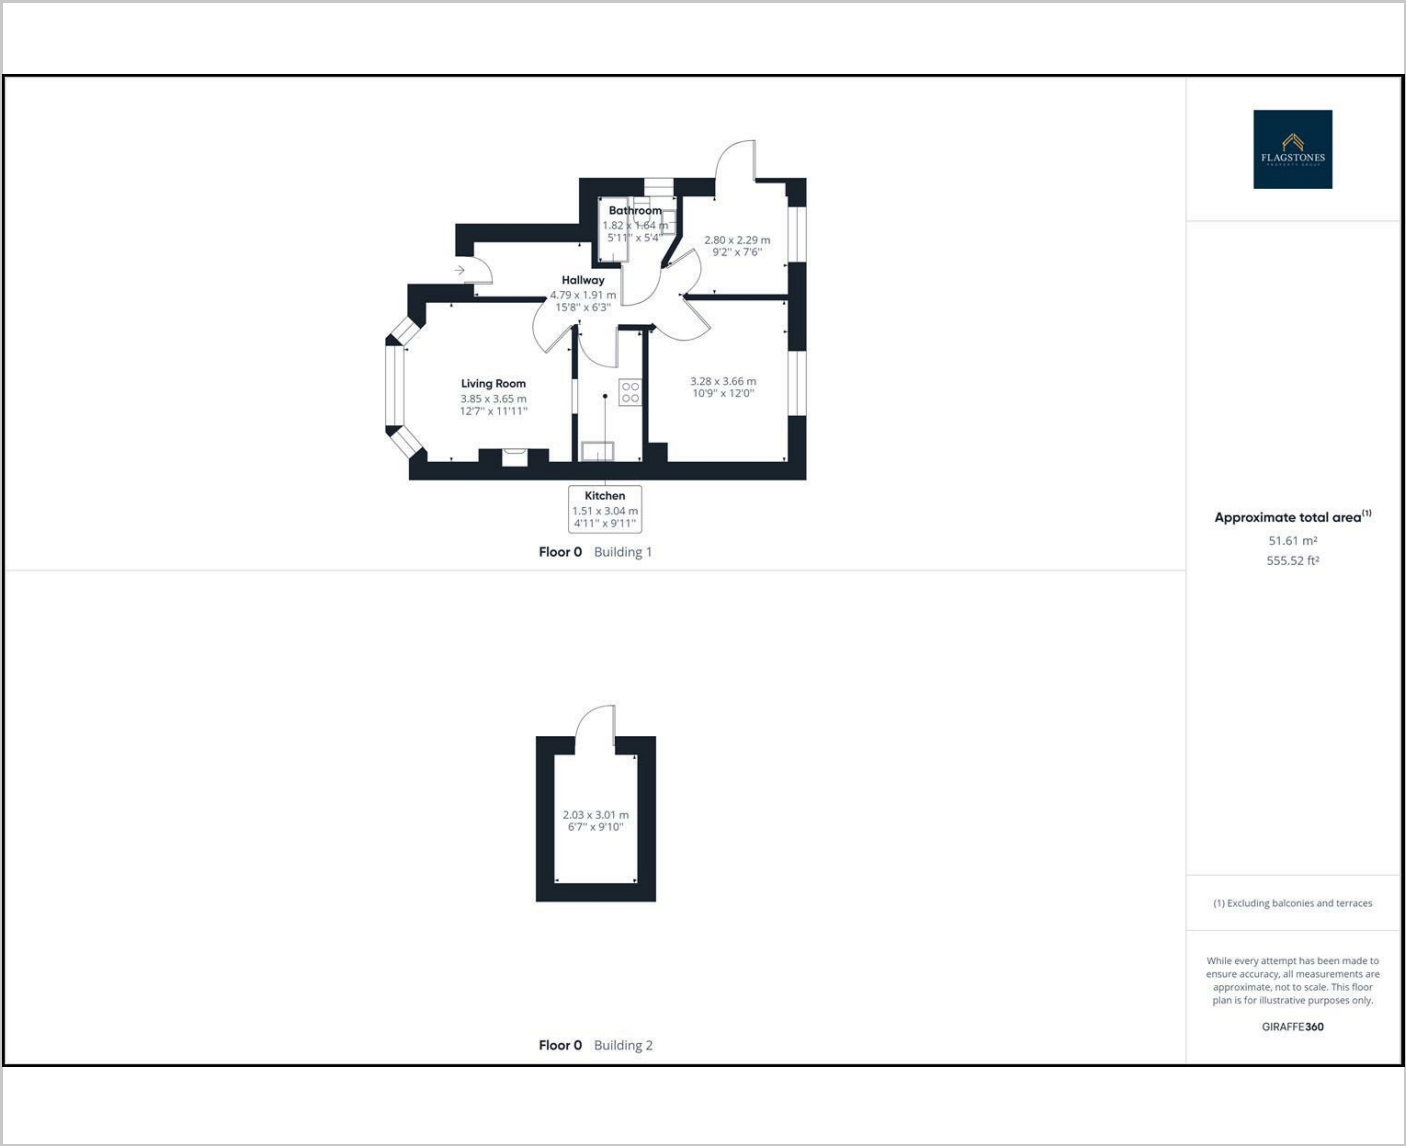 Bathroom
1.82 x 1.64 m
5'11" x 5'4"
2.80 x 2.29 m
9'2" x 7'6"
Hallway
4.79 x 1.91 m
15'8" x 6'3"
Living Room
3.85 x 3.65 m
12'7" x 11'11"
3.28 x 3.66 m
10'9" x 12'0"
Kitchen
1.51 x 3.04 m
4'11" x 9'11"
Floor 0 Building 1
2.03 x 3.01 m
6'7" x 9'10"
Floor 0 Building 2
FLAGSTONES
PROPERTY GROUP
Approximate total area(1)
51.61 m²
555.52 ft²
(1) Excluding balconies and terraces
While every attempt has been made to
ensure accuracy, all measurements are
approximate, not to scale. This floor
plan is for illustrative purposes only.
GIRAFFE360